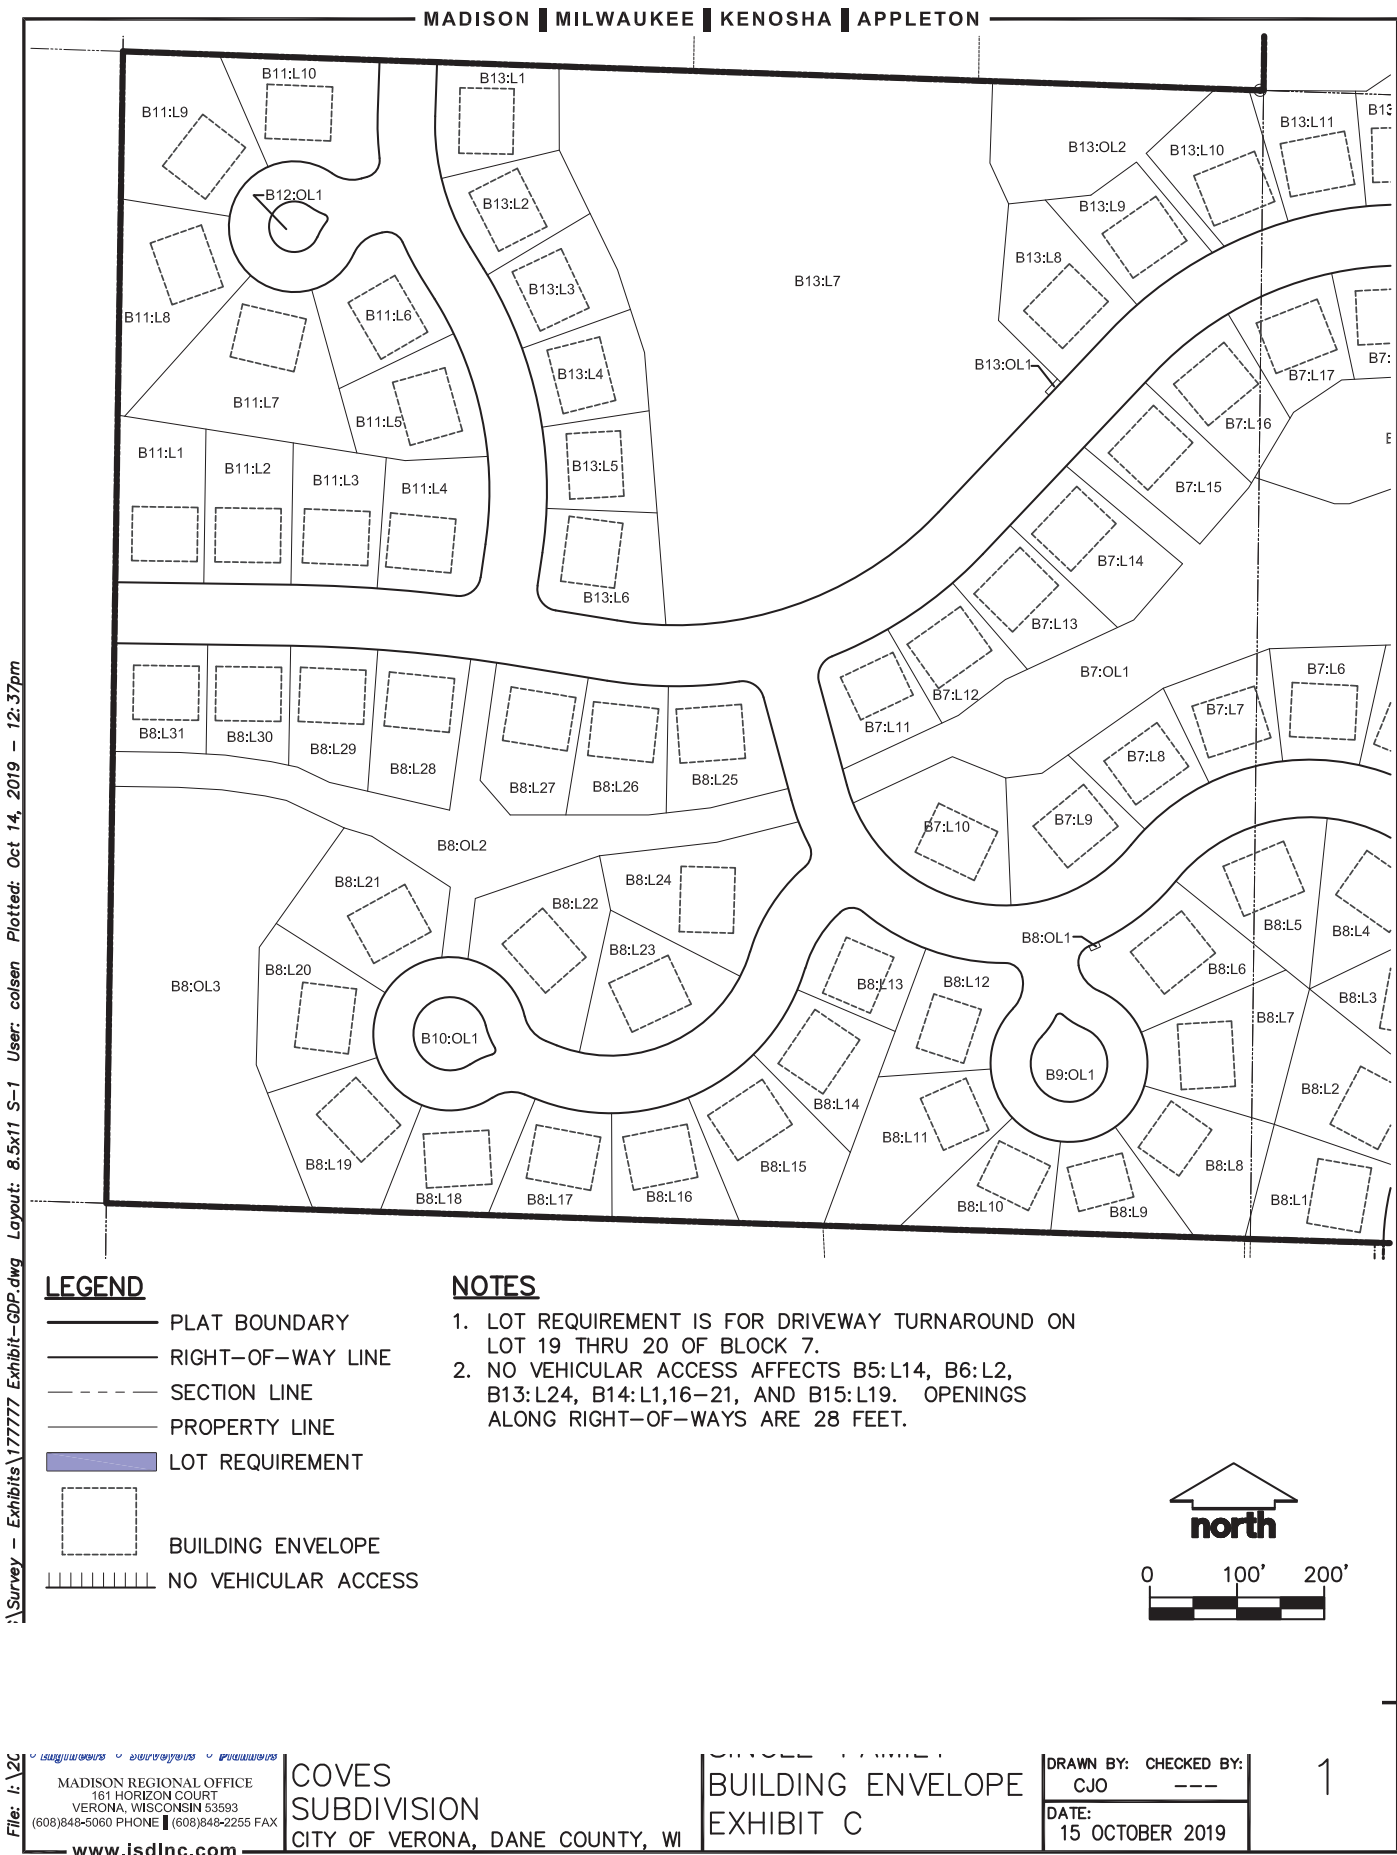 MADISON MILWAUKEE KENOSHA APPLETON
B11:L10
B13:L1
B11:L9
B13:L11
B13:OL2
B13:L10
B12:OL1
B13:L2
B13:L9
B13:L8
B13:L7
B13:L3
B11:L8
B11:L6
B13:OL1
B13:L4
B7:L17
B7:
B11:L7
B11:L5
B7:L16
B11:L1
B11:L2
B11:L3
B11:L4
B13:L5
B7:L15
B7:L14
B13:L6
B7:L13
B7:OL1
B7:L6
B7:L12
B7:L7
B7:L11
B8:L31
B8:L30
B8:L29
B8:L28
B8:L27
B8:L26
B8:L25
B7:L8
B7:L10
B7:L9
B8:OL2
B8:L21
B8:L24
B8:L22
B8:L23
B8:OL1
B8:L5
B8:L4
B8:OL3
B8:L20
B8:L13
B8:L12
B8:L6
B8:L3
B8:L7
B10:OL1
B9:OL1
B8:L2
B8:L14
B8:L11
B8:L19
B8:L15
B8:L8
B8:L18
B8:L17
B8:L16
B8:L10
B8:L9
B8:L1
LEGEND
PLAT BOUNDARY
RIGHT-OF-WAY LINE
SECTION LINE
PROPERTY LINE
LOT REQUIREMENT
BUILDING ENVELOPE
NO VEHICULAR ACCESS
NOTES
1. LOT REQUIREMENT IS FOR DRIVEWAY TURNAROUND ON
LOT 19 THRU 20 OF BLOCK 7.
2. NO VEHICULAR ACCESS AFFECTS B5:L14, B6:L2,
B13:L24, B14:L1,16-21, AND B15:L19. OPENINGS
ALONG RIGHT-OF-WAYS ARE 28 FEET.
north
0 100' 200'
File: I:\20
\Survey - Exhibits\177777 Exhibit-GDP.dwg Layout: 8.5x11 S-1 User: colsen Plotted: Oct 14, 2019 - 12:37pm
Engineers Surveyors Planners
MADISON REGIONAL OFFICE
161 HORIZON COURT
VERONA, WISCONSIN 53593
(608)848-5060 PHONE (608)848-2255 FAX
www.jsdinc.com
COVES
SUBDIVISION
CITY OF VERONA, DANE COUNTY, WI
SINGLE FAMILY
BUILDING ENVELOPE
EXHIBIT C
DRAWN BY: CHECKED BY:
CJO ---
DATE:
15 OCTOBER 2019
1